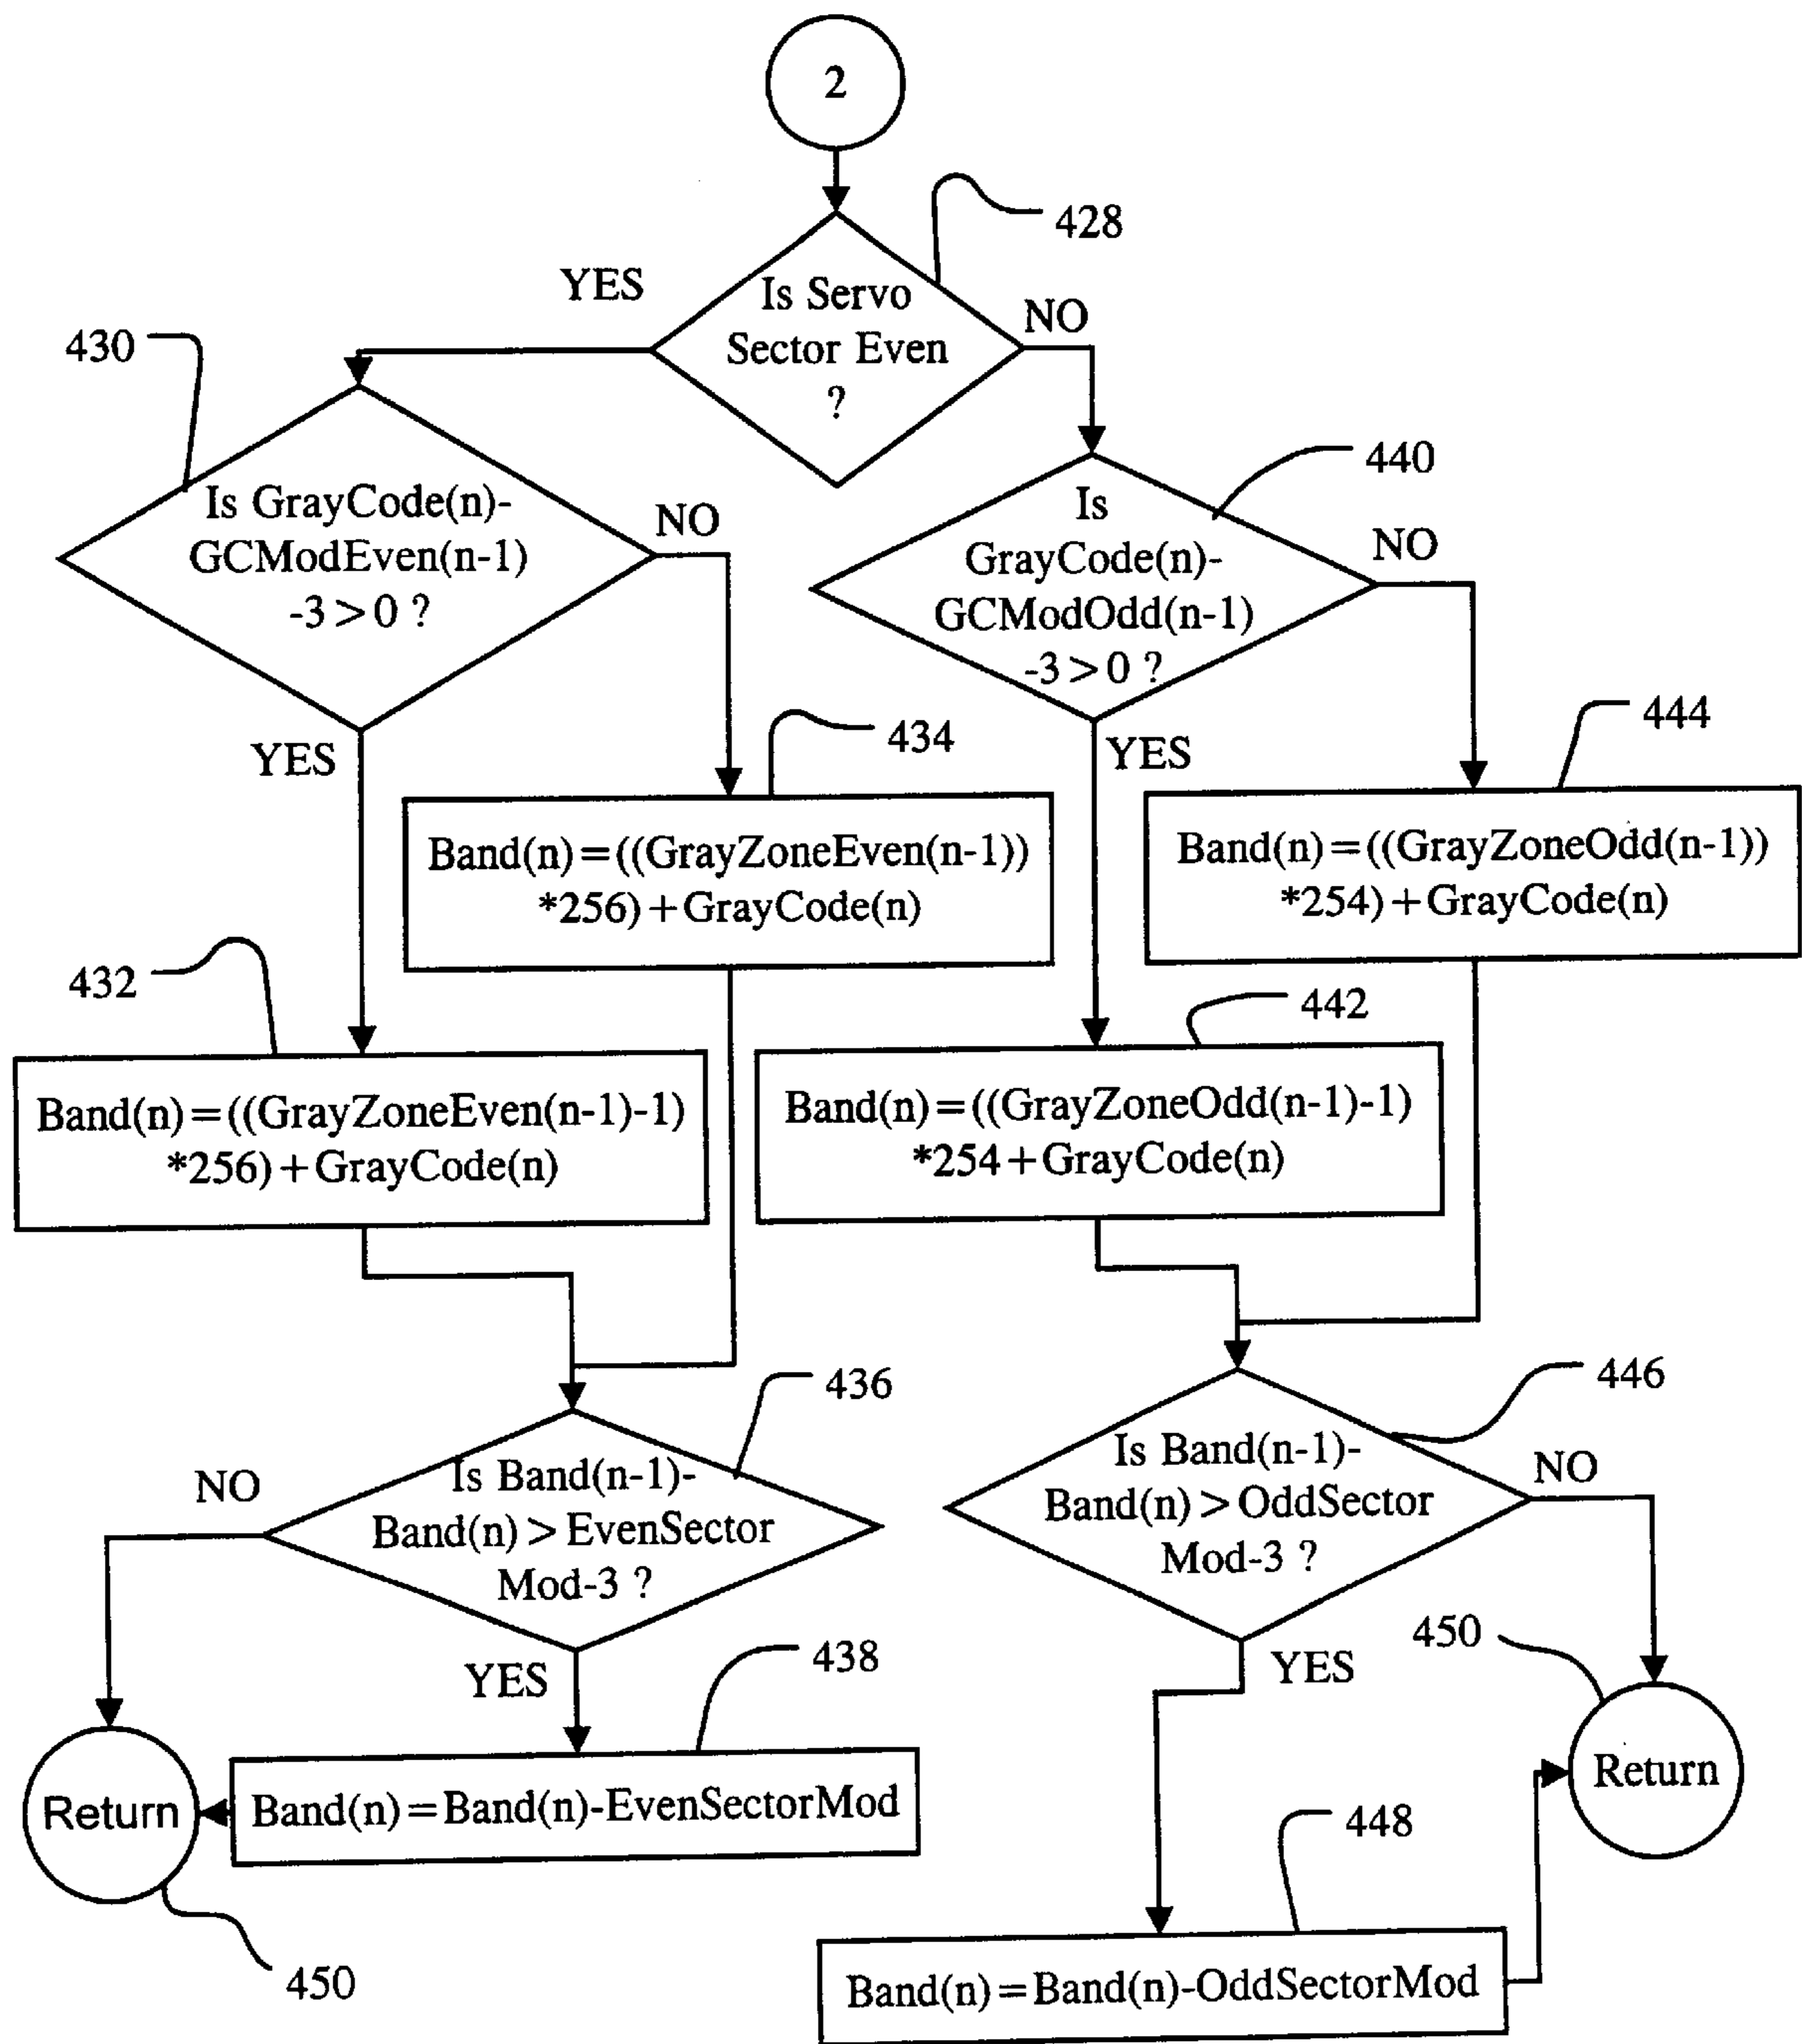 2
428
YES
Is Servo
Sector Even
?
NO
430
440
Is GrayCode(n)-
GCModEven(n-1)
-3>0 ?
NO
Is
GrayCode(n)-
GCModOdd(n-1)
-3>0 ?
NO
YES
434
YES
444
Band(n)=((GrayZoneEven(n-1))
*256)+GrayCode(n)
Band(n)=((GrayZoneOdd(n-1))
*254)+GrayCode(n)
432
442
Band(n)=((GrayZoneEven(n-1)-1)
*256)+GrayCode(n)
Band(n)=((GrayZoneOdd(n-1)-1)
*254+GrayCode(n)
436
446
NO
Is Band(n-1)-
Band(n)>EvenSector
Mod-3 ?
Is Band(n-1)-
Band(n)>OddSector
Mod-3 ?
NO
YES
438
YES
450
Return
Band(n)=Band(n)-EvenSectorMod
Return
448
450
Band(n)=Band(n)-OddSectorMod